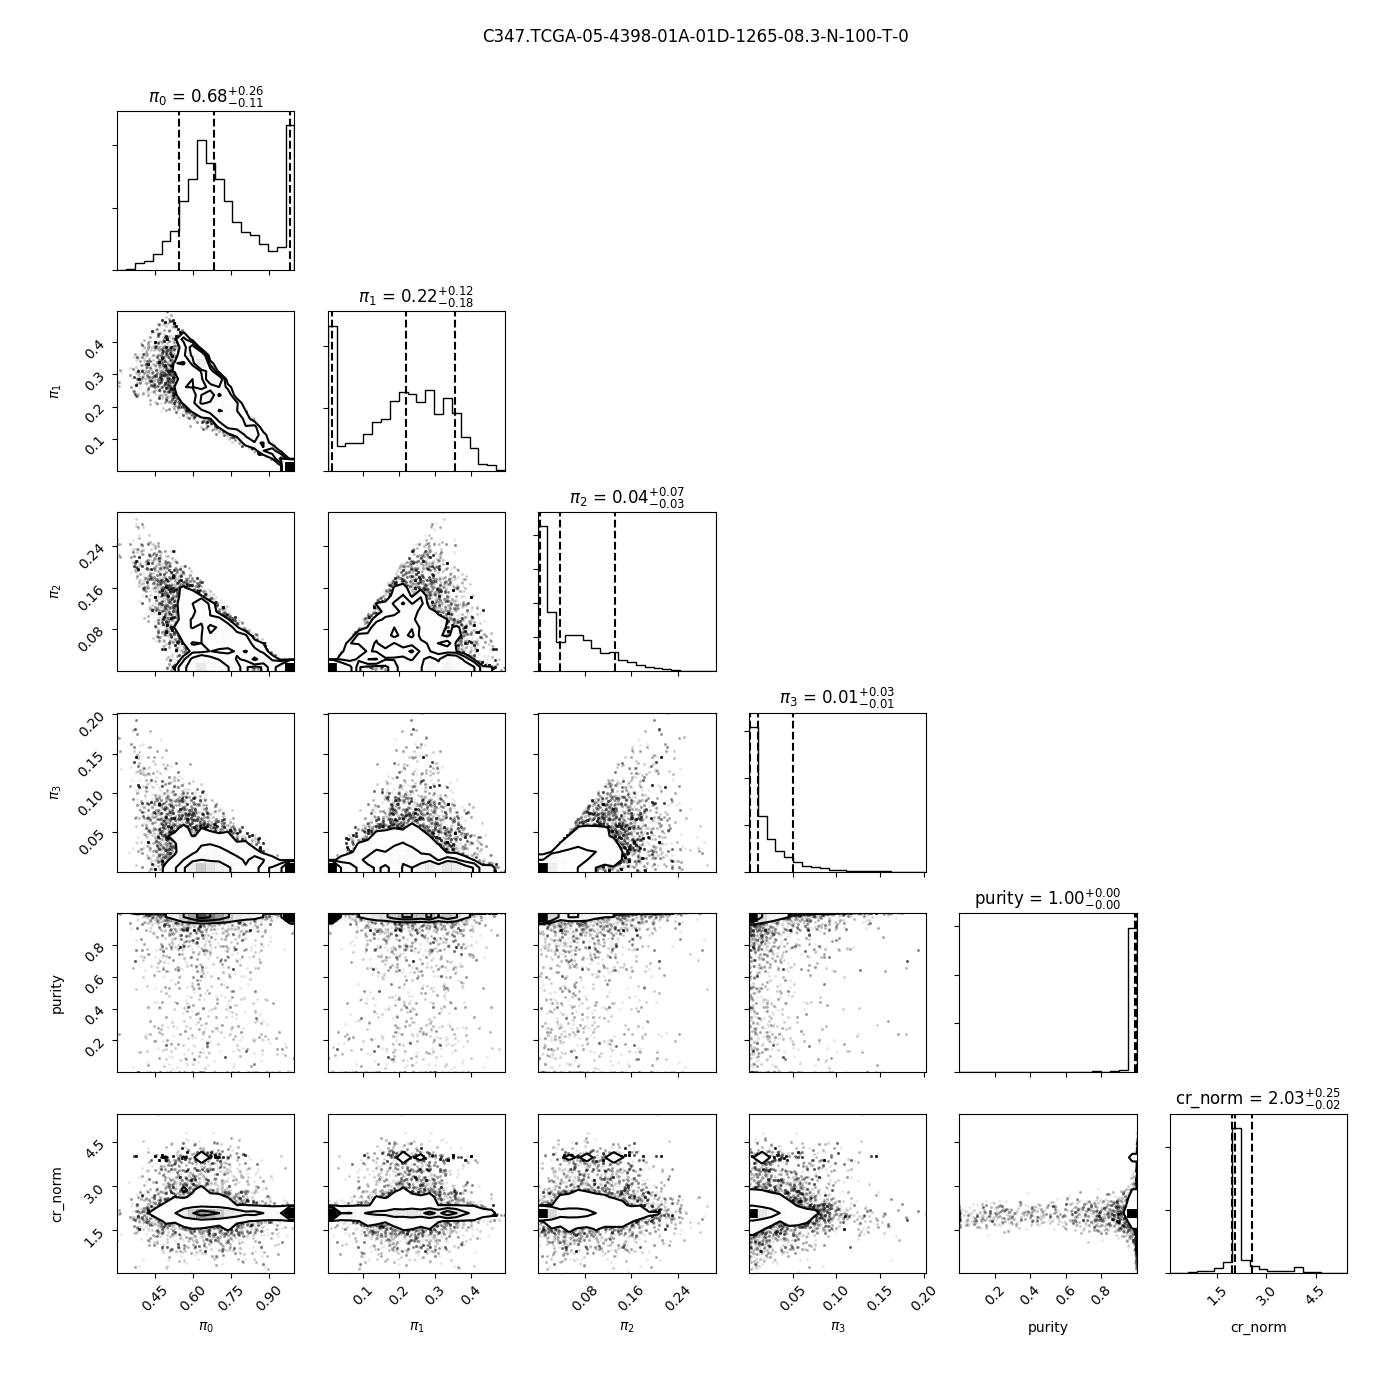 C347.TCGA-05-4398-01A-01D-1265-08.3-N-100-T-0
π₀ = 0.68 +0.26 −0.11
π₁ = 0.22 +0.12 −0.18
0.4
0.3
0.2
0.1
π₁
π₂ = 0.04 +0.07 −0.03
0.24
0.16
0.08
π₂
π₃ = 0.01 +0.03 −0.01
0.20
0.15
0.10
0.05
π₃
purity = 1.00 +0.00 −0.00
0.8
0.6
0.4
0.2
purity
cr_norm = 2.03 +0.25 −0.02
4.5
3.0
1.5
cr_norm
0.45 0.60 0.75 0.90 0.1 0.2 0.3 0.4 0.08 0.16 0.24 0.05 0.10 0.15 0.20 0.2 0.4 0.6 0.8 1.5 3.0 4.5
π₀ π₁ π₂ π₃ purity cr_norm